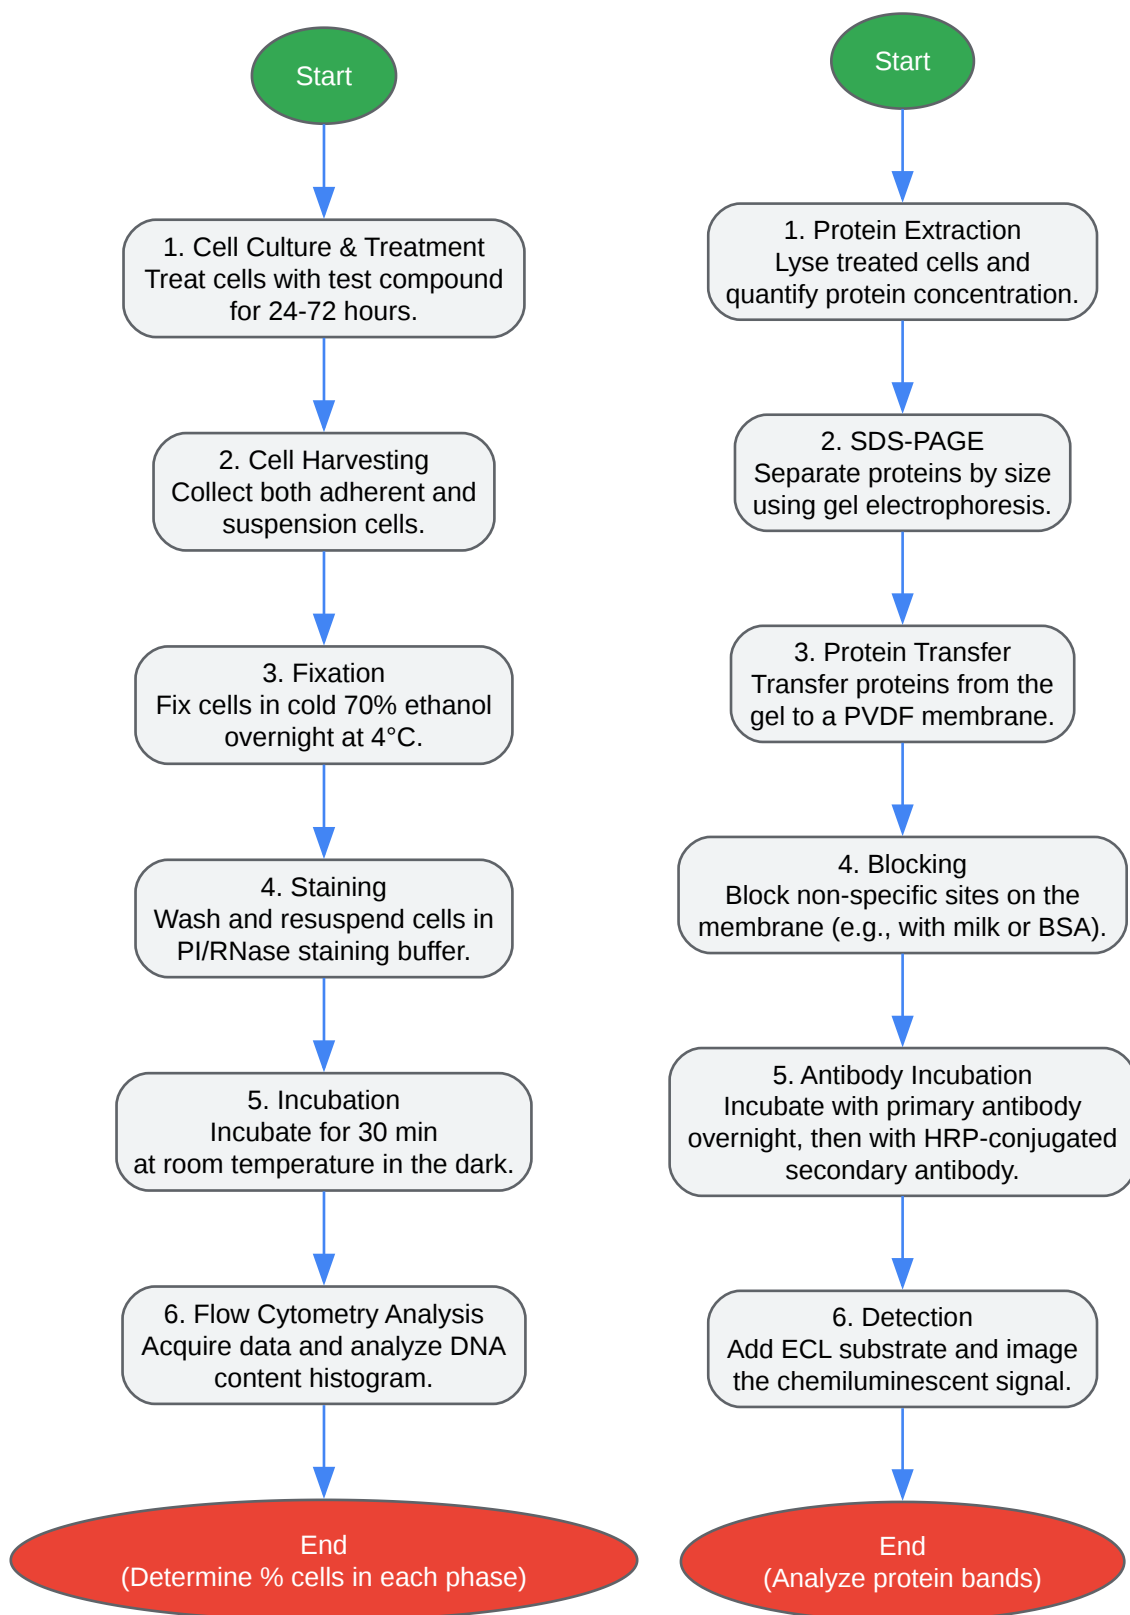 Start
1. Cell Culture & Treatment
Treat cells with test compound
for 24-72 hours.
2. Cell Harvesting
Collect both adherent and
suspension cells.
3. Fixation
Fix cells in cold 70% ethanol
overnight at 4°C.
4. Staining
Wash and resuspend cells in
PI/RNase staining buffer.
5. Incubation
Incubate for 30 min
at room temperature in the dark.
6. Flow Cytometry Analysis
Acquire data and analyze DNA
content histogram.
End
(Determine % cells in each phase)
Start
1. Protein Extraction
Lyse treated cells and
quantify protein concentration.
2. SDS-PAGE
Separate proteins by size
using gel electrophoresis.
3. Protein Transfer
Transfer proteins from the
gel to a PVDF membrane.
4. Blocking
Block non-specific sites on the
membrane (e.g., with milk or BSA).
5. Antibody Incubation
Incubate with primary antibody
overnight, then with HRP-conjugated
secondary antibody.
6. Detection
Add ECL substrate and image
the chemiluminescent signal.
End
(Analyze protein bands)